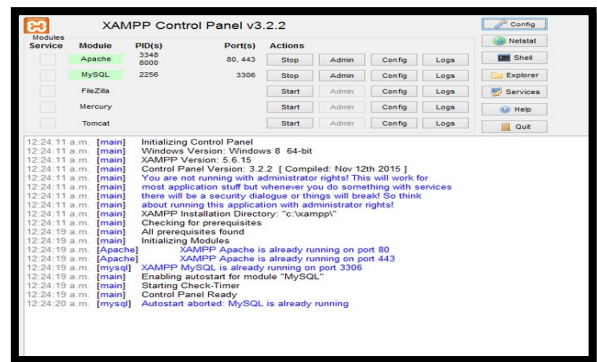 XAMPP Control Panel v3.2.2
Modules
Service Module PID(s) Port(s) Actions
Apache 3348 8000 80, 443 Stop Admin Config Logs
MySQL 2256 3306 Stop Admin Config Logs
FileZilla Start Admin Config Logs
Mercury Start Admin Config Logs
Tomcat Start Admin Config Logs
Config
Netstat
Shell
Explorer
Services
Help
Quit
12:24:11 a.m. [main] Initializing Control Panel
12:24:11 a.m. [main] Windows Version: Windows 8 64-bit
12:24:11 a.m. [main] XAMPP Version: 5.6.15
12:24:11 a.m. [main] Control Panel Version: 3.2.2 [ Compiled: Nov 12th 2015 ]
12:24:11 a.m. [main] You are not running with administrator rights! This will work for
12:24:11 a.m. [main] most application stuff but whenever you do something with services
12:24:11 a.m. [main] there will be a security dialogue or things will break! So think
12:24:11 a.m. [main] about running this application with administrator rights!
12:24:11 a.m. [main] XAMPP Installation Directory: "c:\xampp\"
12:24:11 a.m. [main] Checking for prerequisites
12:24:19 a.m. [main] All prerequisites found
12:24:19 a.m. [main] Initializing Modules
12:24:19 a.m. [Apache] XAMPP Apache is already running on port 80
12:24:19 a.m. [Apache] XAMPP Apache is already running on port 443
12:24:19 a.m. [mysql] XAMPP MySQL is already running on port 3306
12:24:19 a.m. [main] Enabling autostart for module "MySQL"
12:24:19 a.m. [main] Starting Check-Timer
12:24:19 a.m. [main] Control Panel Ready
12:24:20 a.m. [mysql] Autostart aborted: MySQL is already running